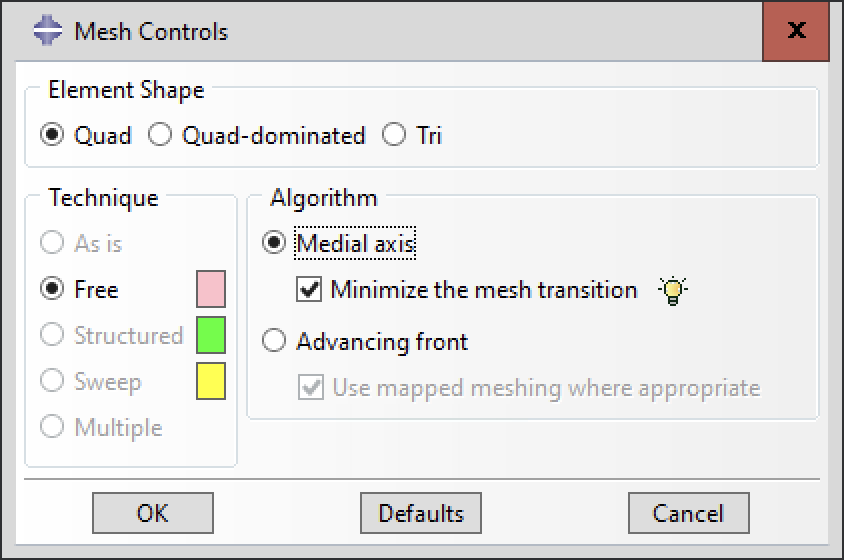 Mesh Controls
x
Element Shape
Quad Quad-dominated Tri
Technique
As is
Free
Structured
Sweep
Multiple
Algorithm
Medial axis
Minimize the mesh transition
Advancing front
Use mapped meshing where appropriate
OK Defaults Cancel